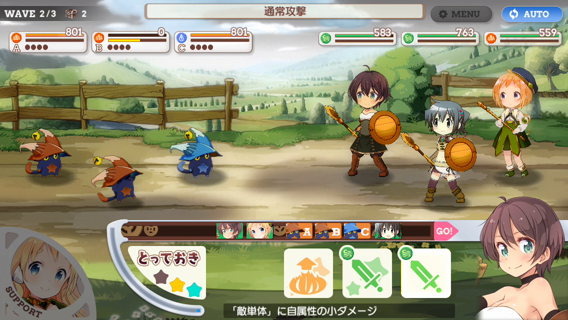 WAVE 2/3 2
通常攻撃
MENU
AUTO
801
A
0
B
801
C
583
763
559
A
B
C
GO!
とっておき
SUPPORT
「敵単体」に自属性の小ダメージ